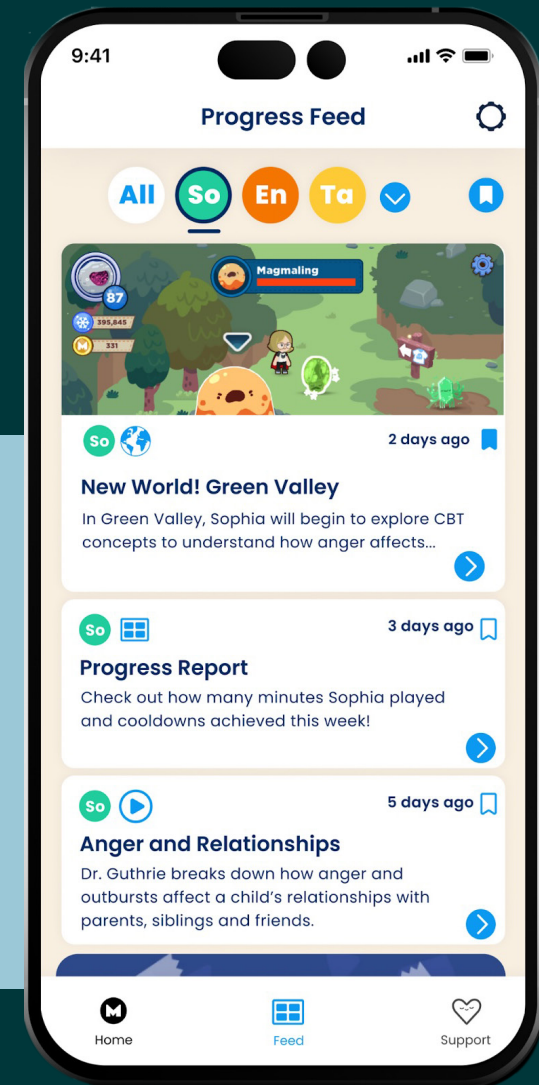 9:41
Progress Feed
All So En Ta
Magmaling
87
395,845
M 331
So 2 days ago
New World! Green Valley
In Green Valley, Sophia will begin to explore CBT
concepts to understand how anger affects...
So 3 days ago
Progress Report
Check out how many minutes Sophia played
and cooldowns achieved this week!
So 5 days ago
Anger and Relationships
Dr. Guthrie breaks down how anger and
outbursts affect a child's relationships with
parents, siblings and friends.
M
Home Feed Support